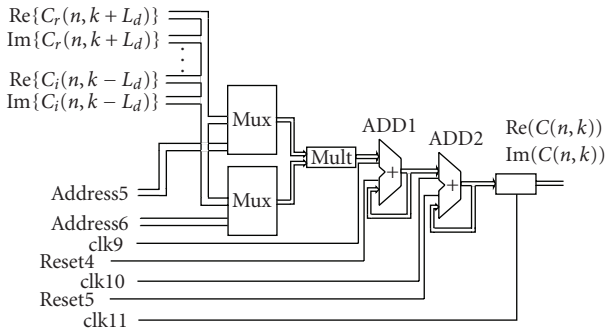 Re{C_r(n, k + L_d)}
Im{C_r(n, k + L_d)}
⋮
Re{C_i(n, k − L_d)}
Im{C_i(n, k − L_d)}
Mux
Mux
Mult
ADD1
+
ADD2
+
Re(C(n, k))
Im(C(n, k))
Address5
Address6
clk9
Reset4
clk10
Reset5
clk11